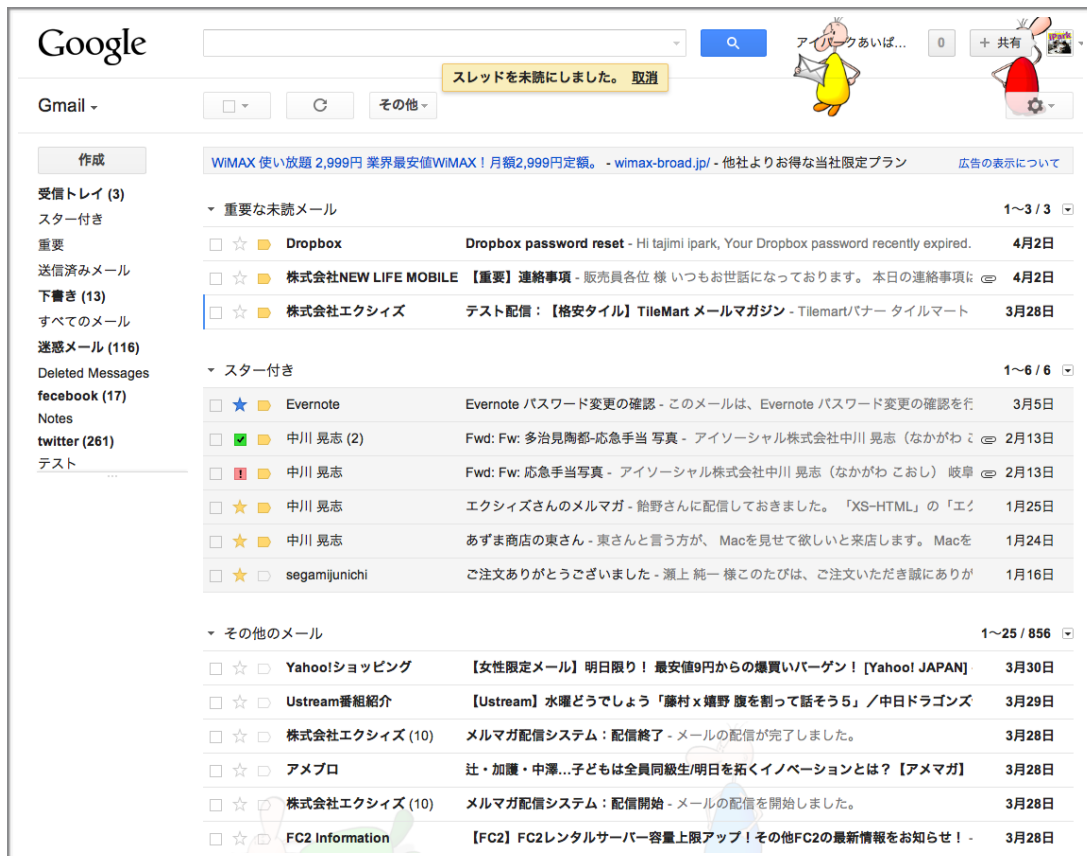 Google
アイパークあいぱ... 0 + 共有
スレッドを未読にしました。 取消
Gmail
その他
作成
WiMAX 使い放題 2,999円 業界最安値WiMAX！月額2,999円定額。 - wimax-broad.jp/ - 他社よりお得な当社限定プラン 広告の表示について
受信トレイ (3)
スター付き
重要
送信済みメール
下書き (13)
すべてのメール
迷惑メール (116)
Deleted Messages
fecebook (17)
Notes
twitter (261)
テスト
重要な未読メール 1〜3 / 3
Dropbox Dropbox password reset - Hi tajimi ipark, Your Dropbox password recently expired. 4月2日
株式会社NEW LIFE MOBILE 【重要】連絡事項 - 販売員各位 様 いつもお世話になっております。 本日の連絡事項に 4月2日
株式会社エクシィズ テスト配信：【格安タイル】TileMart メールマガジン - Tilemartバナー タイルマート 3月28日
スター付き 1〜6 / 6
Evernote Evernote パスワード変更の確認 - このメールは、Evernote パスワード変更の確認を行 3月5日
中川 晃志 (2) Fwd: Fw: 多治見陶都-応急手当 写真 - アイソーシャル株式会社中川 晃志（なかがわ こ 2月13日
中川 晃志 Fwd: Fw: 応急手当写真 - アイソーシャル株式会社中川 晃志（なかがわ こおし） 岐阜 2月13日
中川 晃志 エクシィズさんのメルマガ - 飴野さんに配信しておきました。 「XS-HTML」の「エク 1月25日
中川 晃志 あずま商店の東さん - 東さんと言う方が、 Macを見せて欲しいと来店します。 Macを 1月24日
segamijunichi ご注文ありがとうございました - 瀬上 純一 様このたびは、ご注文いただき誠にありが 1月16日
その他のメール 1〜25 / 856
Yahoo!ショッピング 【女性限定メール】明日限り！ 最安値9円からの爆買いバーゲン！ [Yahoo! JAPAN] - 3月30日
Ustream番組紹介 【Ustream】水曜どうでしょう「藤村 x 嬉野 腹を割って話そう５」／中日ドラゴンズ 3月29日
株式会社エクシィズ (10) メルマガ配信システム：配信終了 - メールの配信が完了しました。 3月28日
アメブロ 辻・加護・中澤...子どもは全員同級生/明日を拓くイノベーションとは？【アメマガ】 3月28日
株式会社エクシィズ (10) メルマガ配信システム：配信開始 - メールの配信を開始しました。 3月28日
FC2 Information 【FC2】FC2レンタルサーバー容量上限アップ！その他FC2の最新情報をお知らせ！ - 3月28日